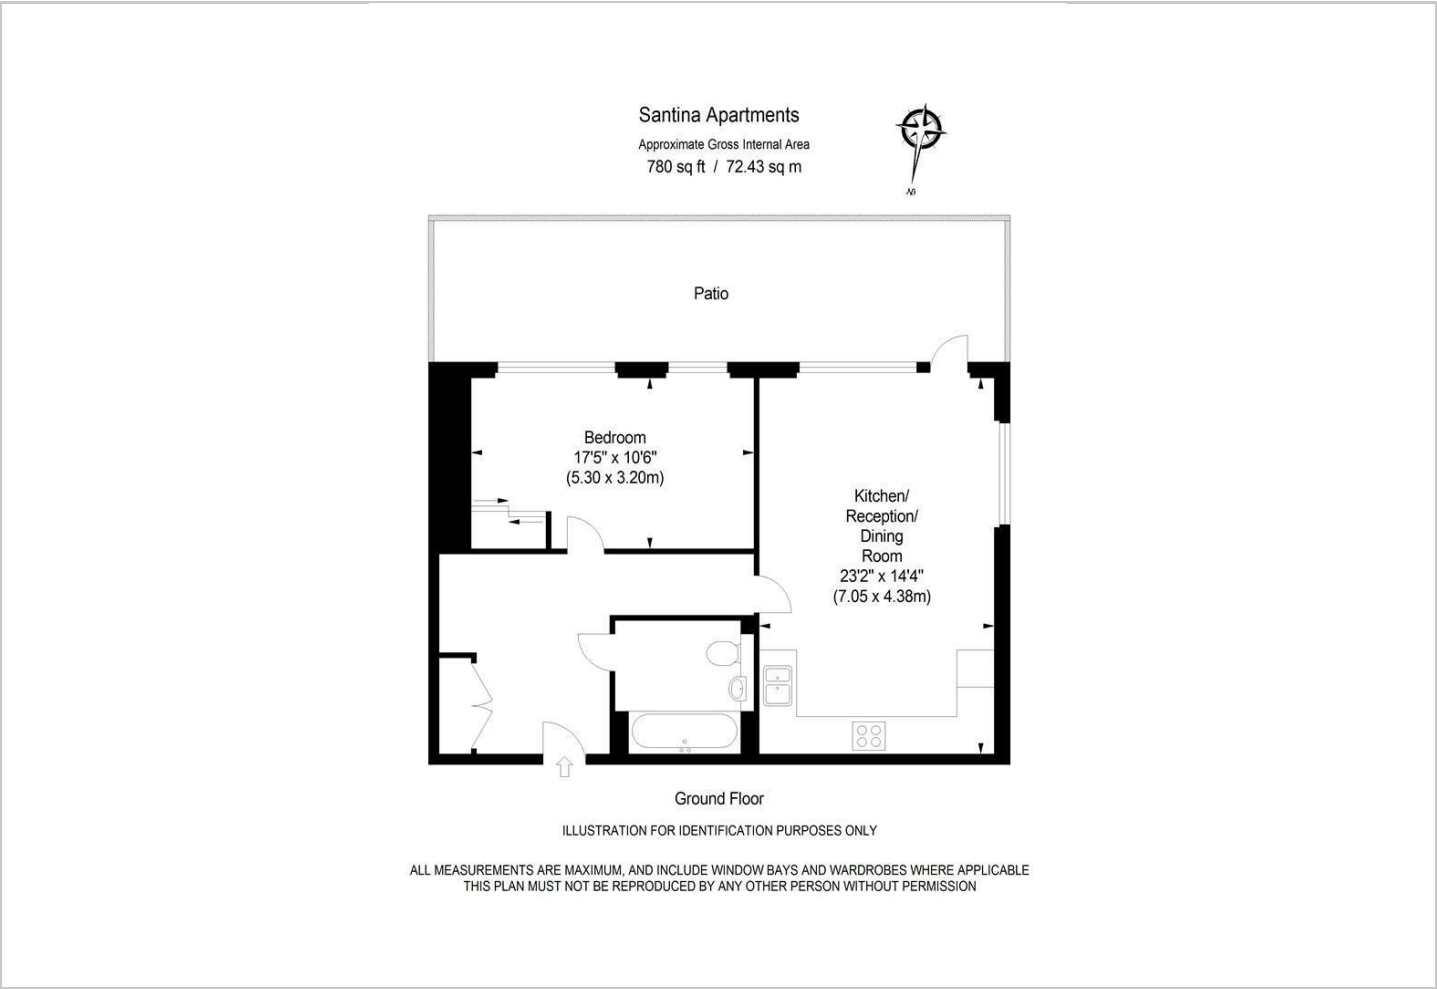 Santina Apartments
Approximate Gross Internal Area
780 sq ft / 72.43 sq m
N
Patio
Bedroom
17'5" x 10'6"
(5.30 x 3.20m)
Kitchen/
Reception/
Dining
Room
23'2" x 14'4"
(7.05 x 4.38m)
Ground Floor
ILLUSTRATION FOR IDENTIFICATION PURPOSES ONLY
ALL MEASUREMENTS ARE MAXIMUM, AND INCLUDE WINDOW BAYS AND WARDROBES WHERE APPLICABLE
THIS PLAN MUST NOT BE REPRODUCED BY ANY OTHER PERSON WITHOUT PERMISSION